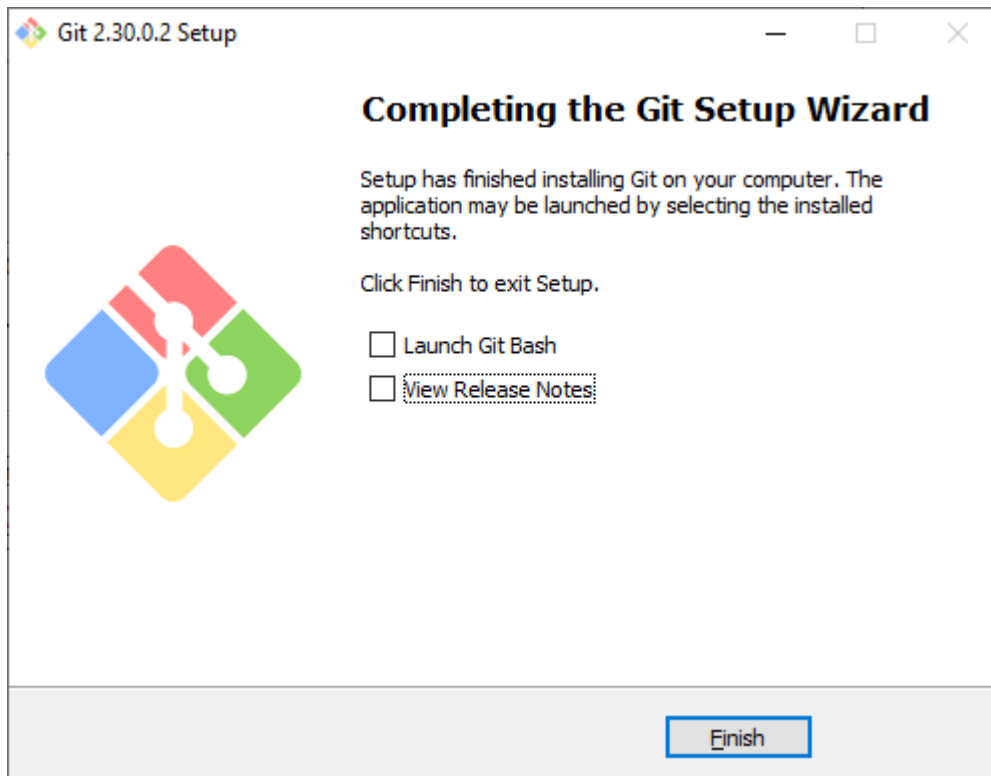 Git 2.30.0.2 Setup
Completing the Git Setup Wizard
Setup has finished installing Git on your computer. The
application may be launched by selecting the installed
shortcuts.
Click Finish to exit Setup.
Launch Git Bash
View Release Notes
Finish